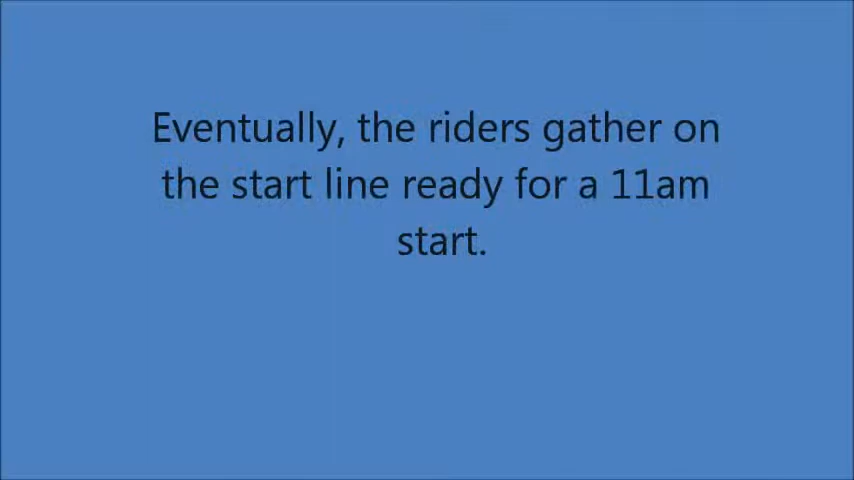 Eventually, the riders gather on
the start line ready for a 11am
start.